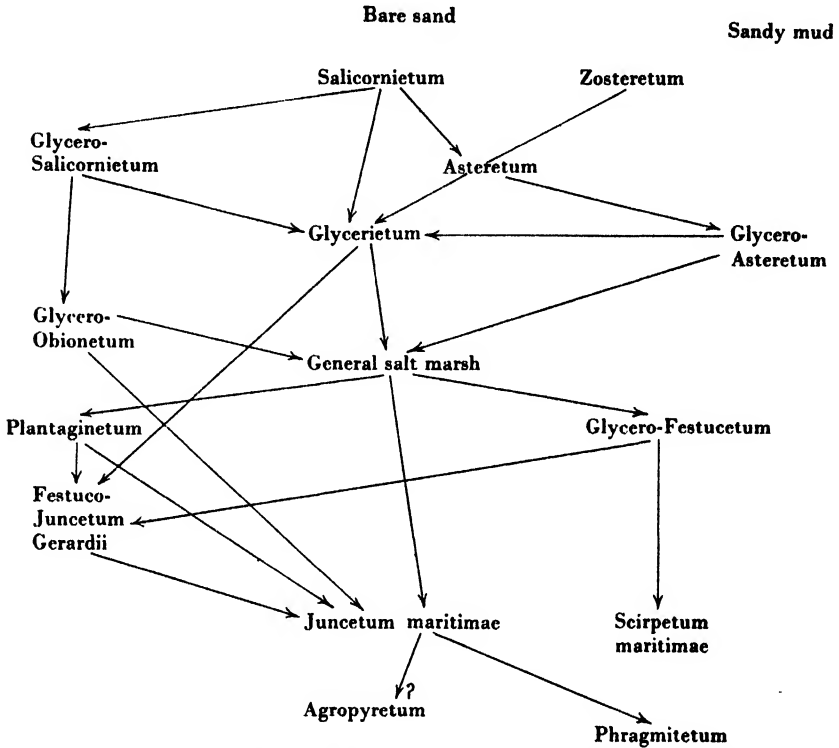 Bare sand
Sandy mud
Salicornietum
Zosteretum
Glycero-
Salicornietum
Asteretum
Glycerietum
Glycero-
Asteretum
Glycero-
Obionetum
General salt marsh
Plantaginetum
Glycero-Festucetum
Festuco-
Juncetum
Gerardii
Juncetum maritimae
Scirpetum
maritimae
?
Agropyretum
Phragmitetum